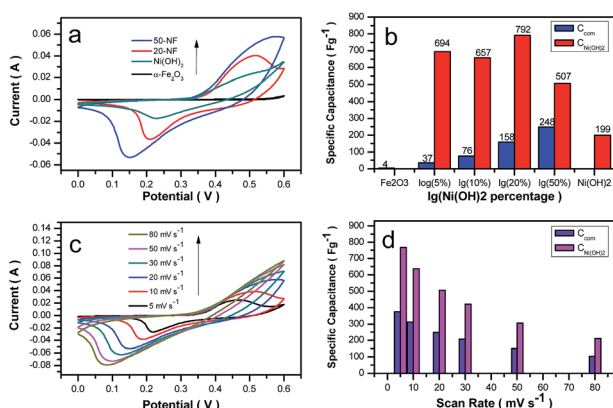 a
50-NF
20-NF
Ni(OH)2
α-Fe2O3
Current ( A )
0.06
0.04
0.02
0.00
-0.02
-0.04
-0.06
0.0 0.1 0.2 0.3 0.4 0.5 0.6
Potential ( V )
b
Ccom
CNi(OH)2
Specific Capacitance ( Fg-1)
800
700
600
500
400
300
200
100
0
4
37
694
76
657
158
792
248
507
199
Fe2O3 log(5%) lg(10%) lg(20%) lg(50%) Ni(OH)2
lg(Ni(OH)2 percentage )
c
80 mV s-1
50 mV s-1
30 mV s-1
20 mV s-1
10 mV s-1
5 mV s-1
Current ( A )
0.14
0.12
0.10
0.08
0.06
0.04
0.02
0.00
-0.02
-0.04
-0.06
-0.08
0.0 0.1 0.2 0.3 0.4 0.5 0.6
Potential ( V )
d
Ccom
CNi(OH)2
Specific Capacitance ( Fg-1)
900
800
700
600
500
400
300
200
100
0
0 10 20 30 40 50 60 70 80
Scan Rate ( mV s-1)